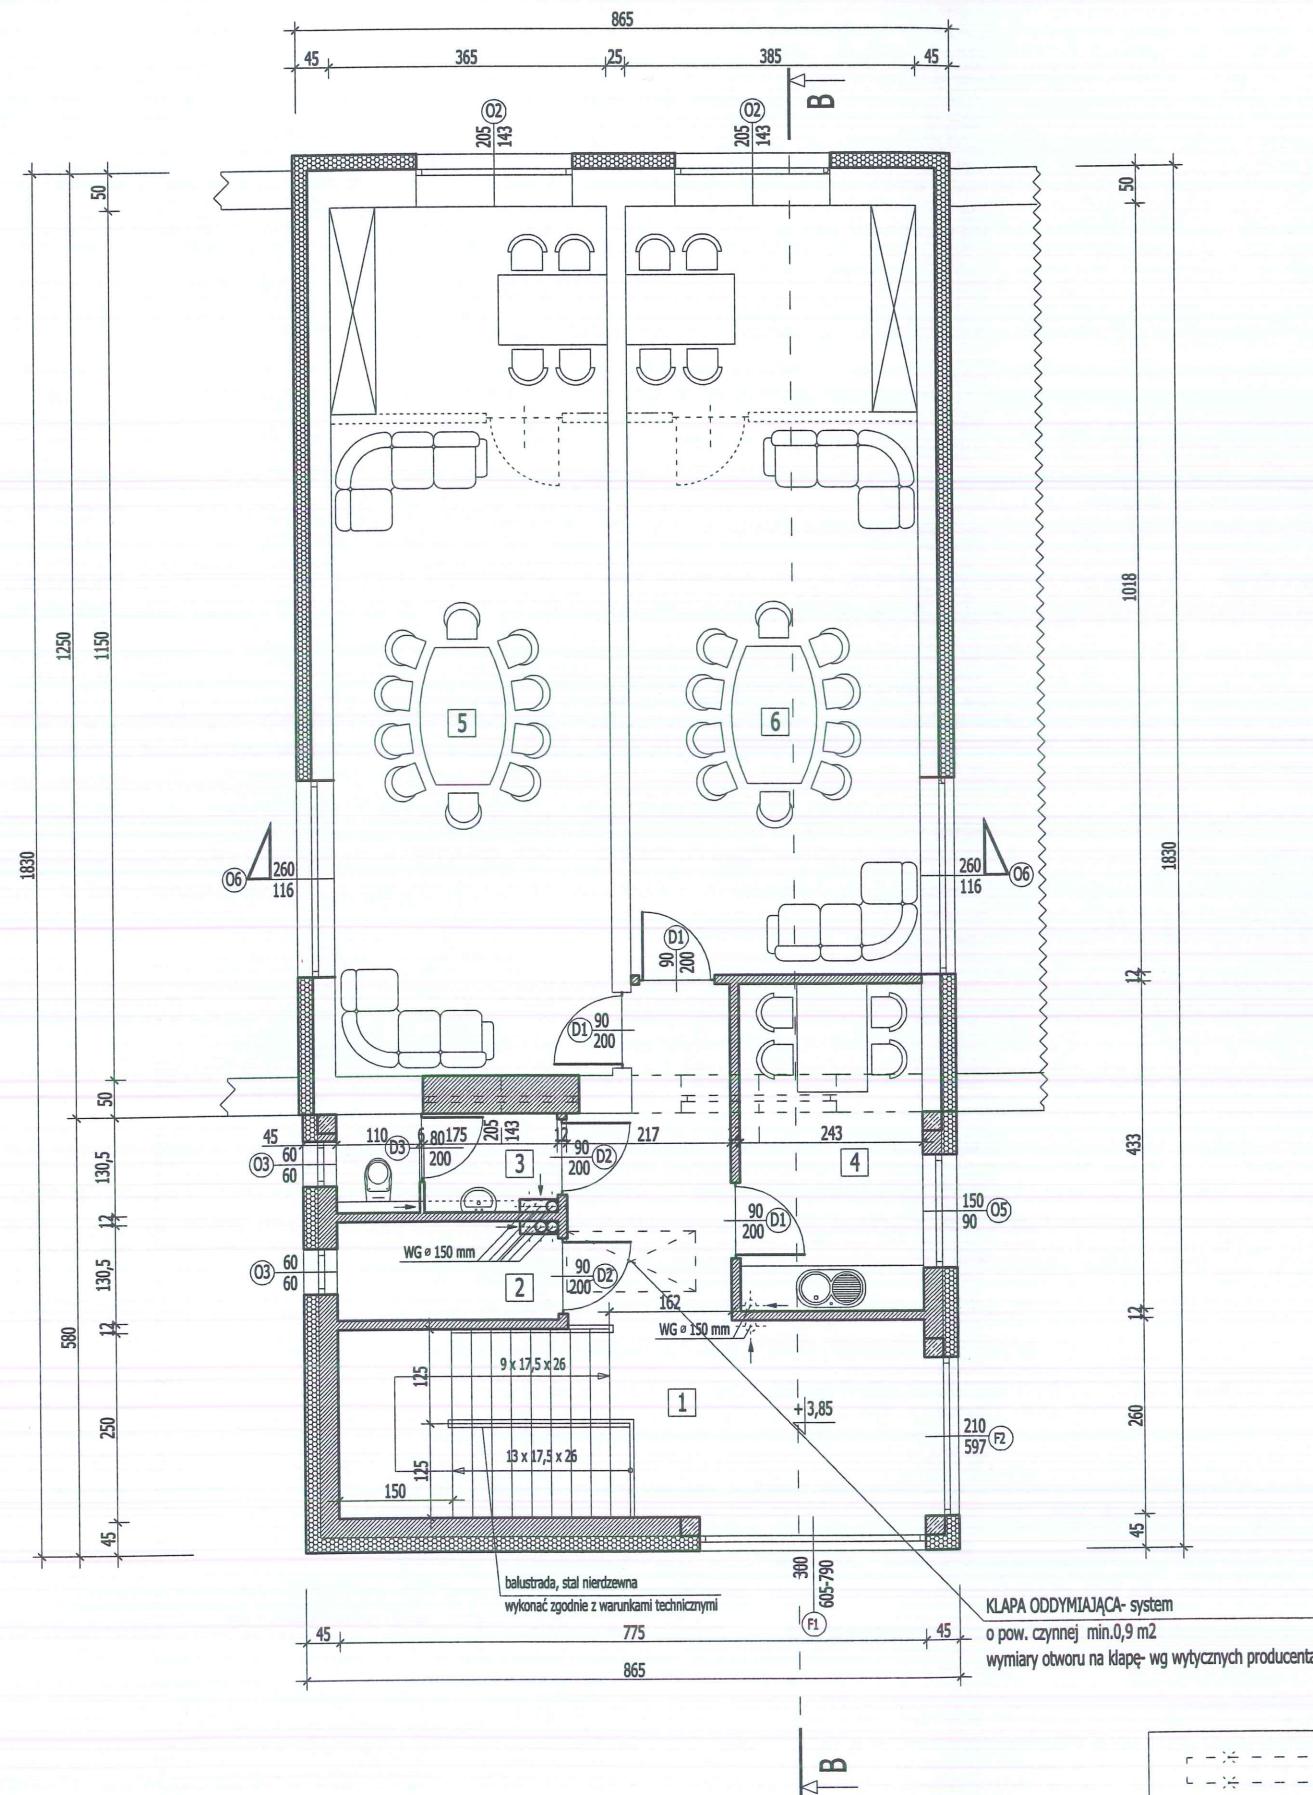 865
45 365 25 385 45
B
O2
205
143
O2
205
143
50
50
1250
1150
1018
5
6
1830
1830
O6
260
116
260
116
O6
D1
90
200
12
D1
90
200
50
45 110 6 175 12 217 243
205
143
D3
80
200
3
90
200
D2
4
433
130,5
O3
60
60
12
WG ø 150 mm
90
200
D1
150
90
O5
O3
60
60
130,5
2
90
200
D2
12
580
162
WG ø 150 mm
12
125
9 x 17,5 x 26
1
+3,85
250
260
210
597
F2
125
13 x 17,5 x 26
150
45
45
balustrada, stal nierdzewna
wykonać zgodnie z warunkami technicznymi
300
605-790
F1
KLAPA ODDYMIAJĄCA- system
o pow. czynnej min.0,9 m2
wymiary otworu na klapę- wg wytycznych producenta
45 775 45
865
B